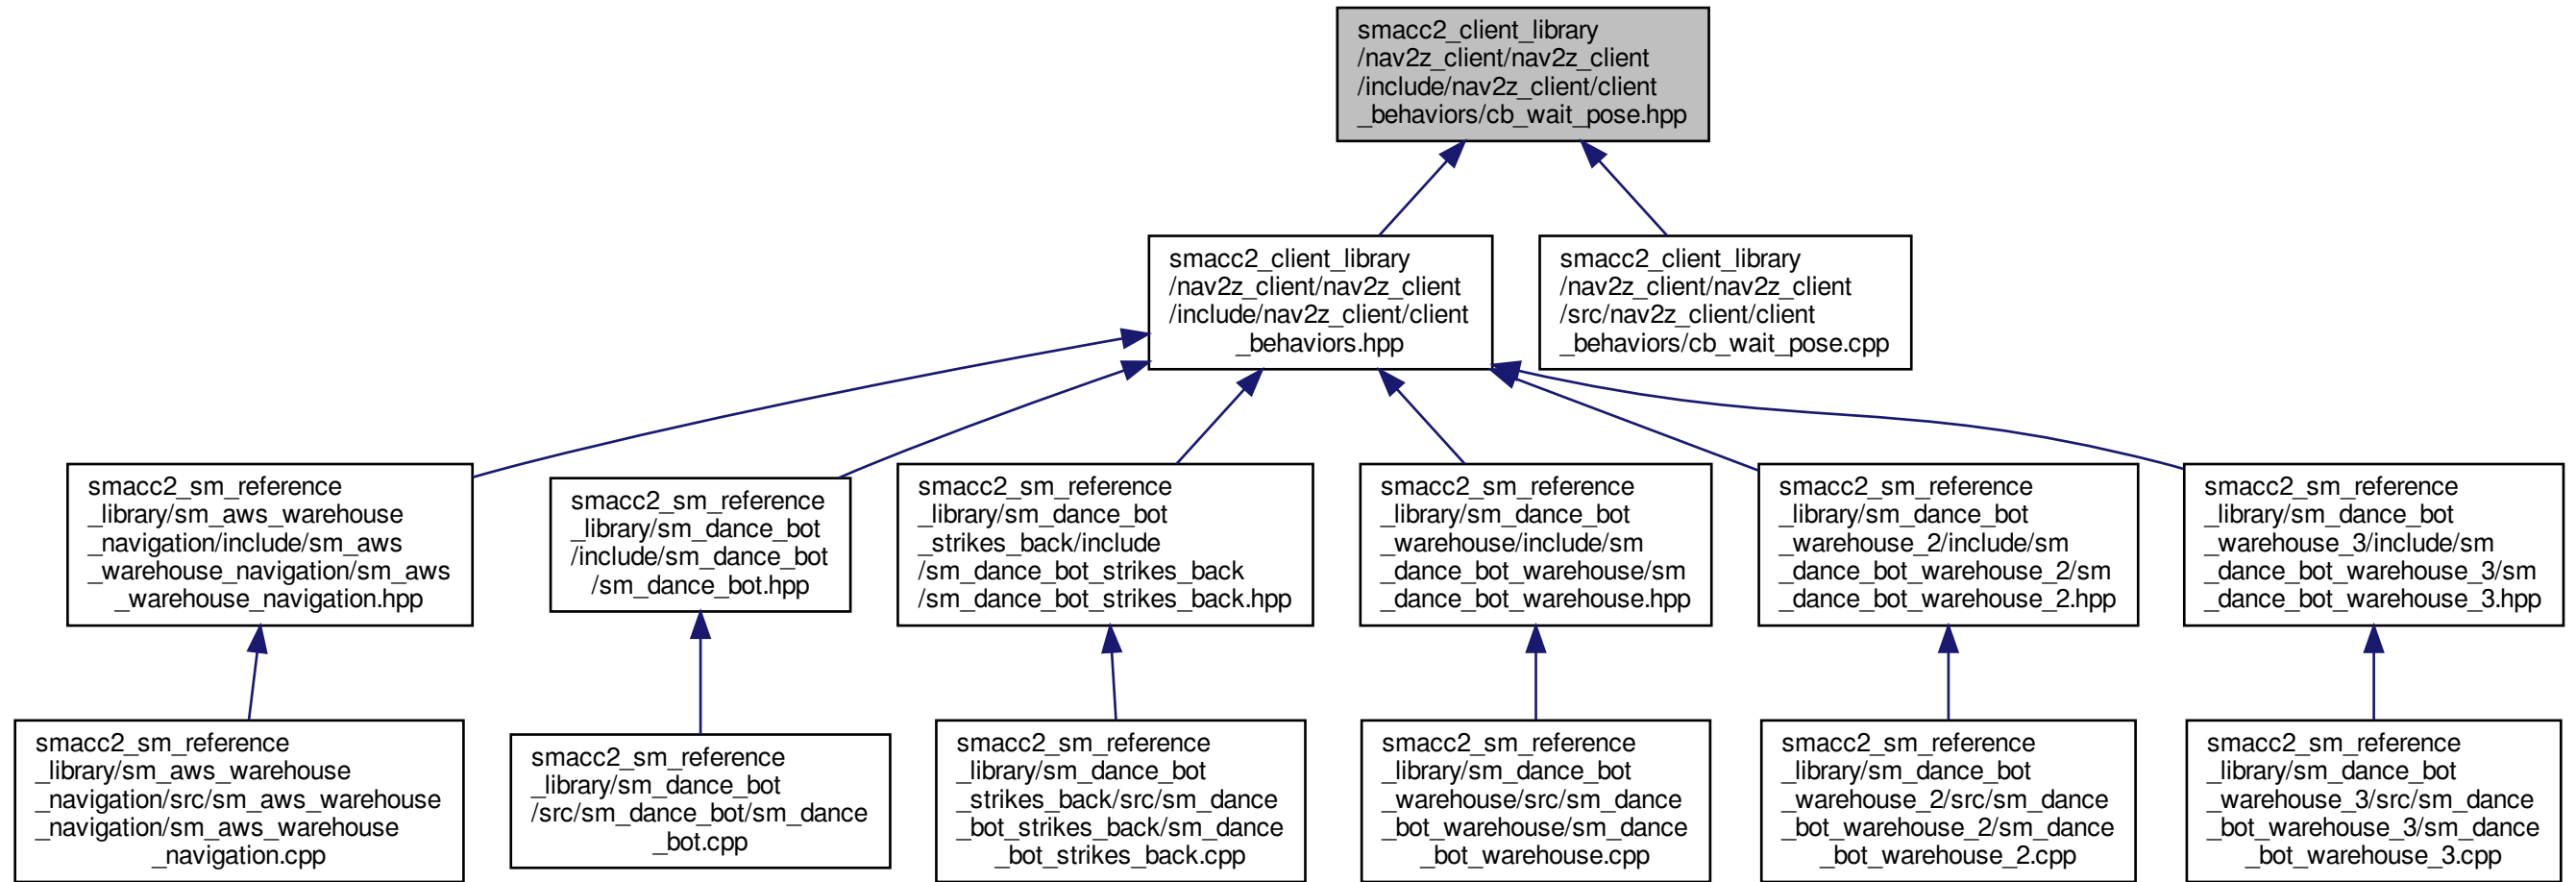 smacc2_client_library
/nav2z_client/nav2z_client
/include/nav2z_client/client
_behaviors/cb_wait_pose.hpp
smacc2_client_library
/nav2z_client/nav2z_client
/include/nav2z_client/client
_behaviors.hpp
smacc2_client_library
/nav2z_client/nav2z_client
/src/nav2z_client/client
_behaviors/cb_wait_pose.cpp
smacc2_sm_reference
_library/sm_aws_warehouse
_navigation/include/sm_aws
_warehouse_navigation/sm_aws
_warehouse_navigation.hpp
smacc2_sm_reference
_library/sm_dance_bot
/include/sm_dance_bot
/sm_dance_bot.hpp
smacc2_sm_reference
_library/sm_dance_bot
_strikes_back/include
/sm_dance_bot_strikes_back
/sm_dance_bot_strikes_back.hpp
smacc2_sm_reference
_library/sm_dance_bot
_warehouse/include/sm
_dance_bot_warehouse/sm
_dance_bot_warehouse.hpp
smacc2_sm_reference
_library/sm_dance_bot
_warehouse_2/include/sm
_dance_bot_warehouse_2/sm
_dance_bot_warehouse_2.hpp
smacc2_sm_reference
_library/sm_dance_bot
_warehouse_3/include/sm
_dance_bot_warehouse_3/sm
_dance_bot_warehouse_3.hpp
smacc2_sm_reference
_library/sm_aws_warehouse
_navigation/src/sm_aws_warehouse
_navigation/sm_aws_warehouse
_navigation.cpp
smacc2_sm_reference
_library/sm_dance_bot
/src/sm_dance_bot/sm_dance
_bot.cpp
smacc2_sm_reference
_library/sm_dance_bot
_strikes_back/src/sm_dance
_bot_strikes_back/sm_dance
_bot_strikes_back.cpp
smacc2_sm_reference
_library/sm_dance_bot
_warehouse/src/sm_dance
_bot_warehouse/sm_dance
_bot_warehouse.cpp
smacc2_sm_reference
_library/sm_dance_bot
_warehouse_2/src/sm_dance
_bot_warehouse_2/sm_dance
_bot_warehouse_2.cpp
smacc2_sm_reference
_library/sm_dance_bot
_warehouse_3/src/sm_dance
_bot_warehouse_3/sm_dance
_bot_warehouse_3.cpp